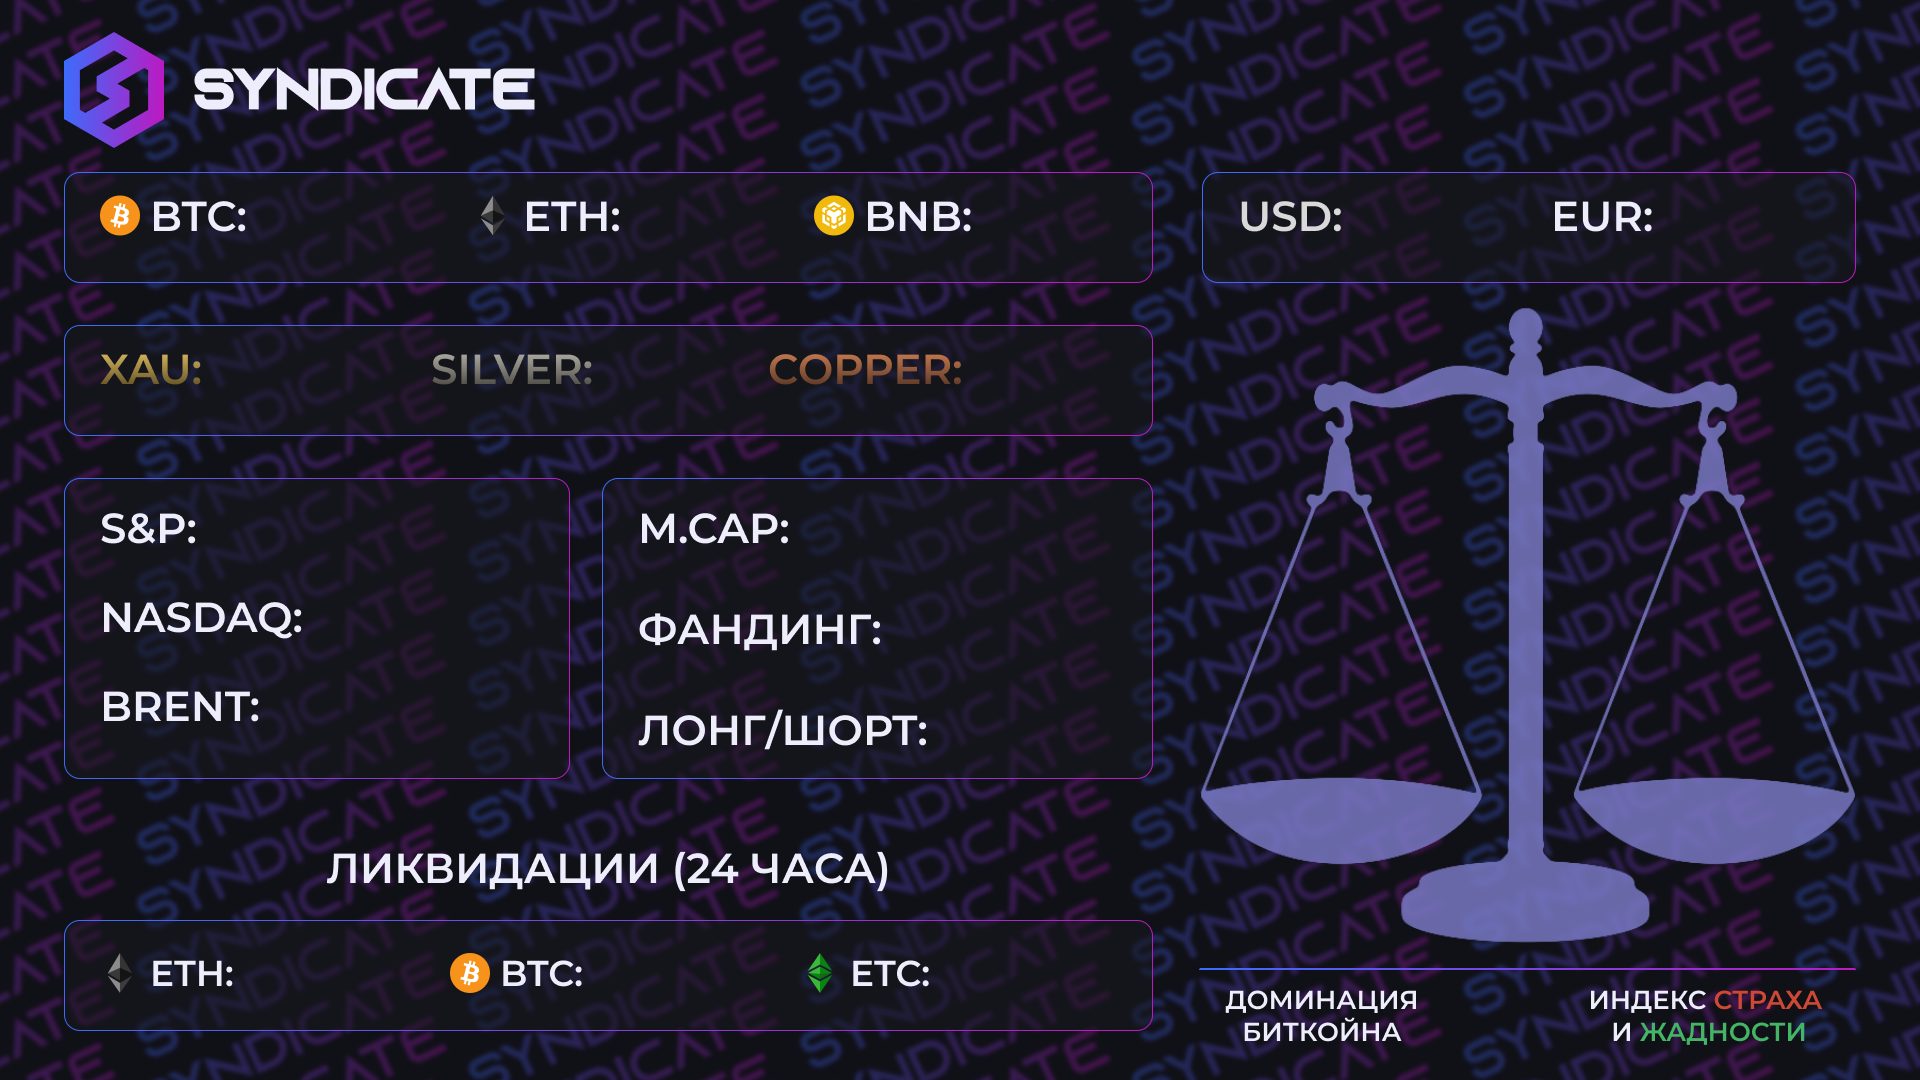 SYNDICATE
BTC: ETH: BNB:
USD: EUR:
XAU: SILVER: COPPER:
S&P:
NASDAQ:
BRENT:
M.CAP:
ФАНДИНГ:
ЛОНГ/ШОРТ:
ЛИКВИДАЦИИ (24 ЧАСА)
ETH: BTC: ETC:
ДОМИНАЦИЯ
БИТКОЙНА
ИНДЕКС СТРАХА
И ЖАДНОСТИ